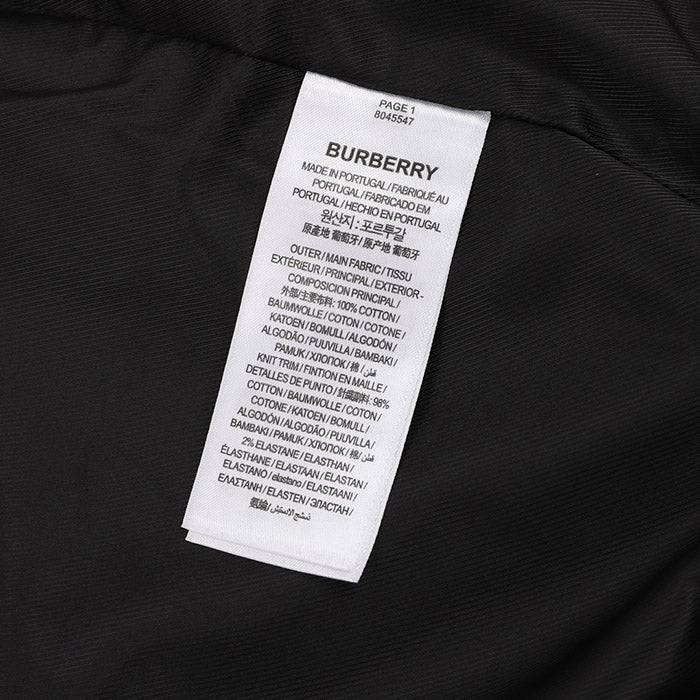 PAGE 1
8045547
BURBERRY
MADE IN PORTUGAL / FABRIQUÉ AU
PORTUGAL / FABRICADO EM
PORTUGAL / HECHO EN PORTUGAL
원산지 : 포르투갈
原産地 葡萄牙 / 原产地 葡萄牙
OUTER / MAIN FABRIC / TISSU
EXTÉRIEUR / PRINCIPAL / EXTERIOR -
COMPOSICION PRINCIPAL /
外部/主要布料: 100% COTTON /
BAUMWOLLE / COTON / COTONE /
KATOEN / BOMULL / ALGODÓN /
ALGODÃO / PUUVILLA / BAMBAKI /
PAMUK / ХЛОПОК / 棉 / قطن /
KNIT TRIM / FINTION EN MAILLE /
DETALLES DE PUNTO / 針織副料: 98%
COTTON / BAUMWOLLE / COTON /
COTONE / KATOEN / BOMULL /
ALGODÓN / ALGODÃO / PUUVILLA /
BAMBAKI / PAMUK / ХЛОПОК / 棉 / قطن /
2% ELASTANE / ELASTHAN /
ÉLASTHANE / ELASTAAN / ELASTAN /
ELASTANO / elastano / ELASTAANI /
ΕΛΑΣΤΑΝΗ / ELASTEN / ЭЛАСТАН /